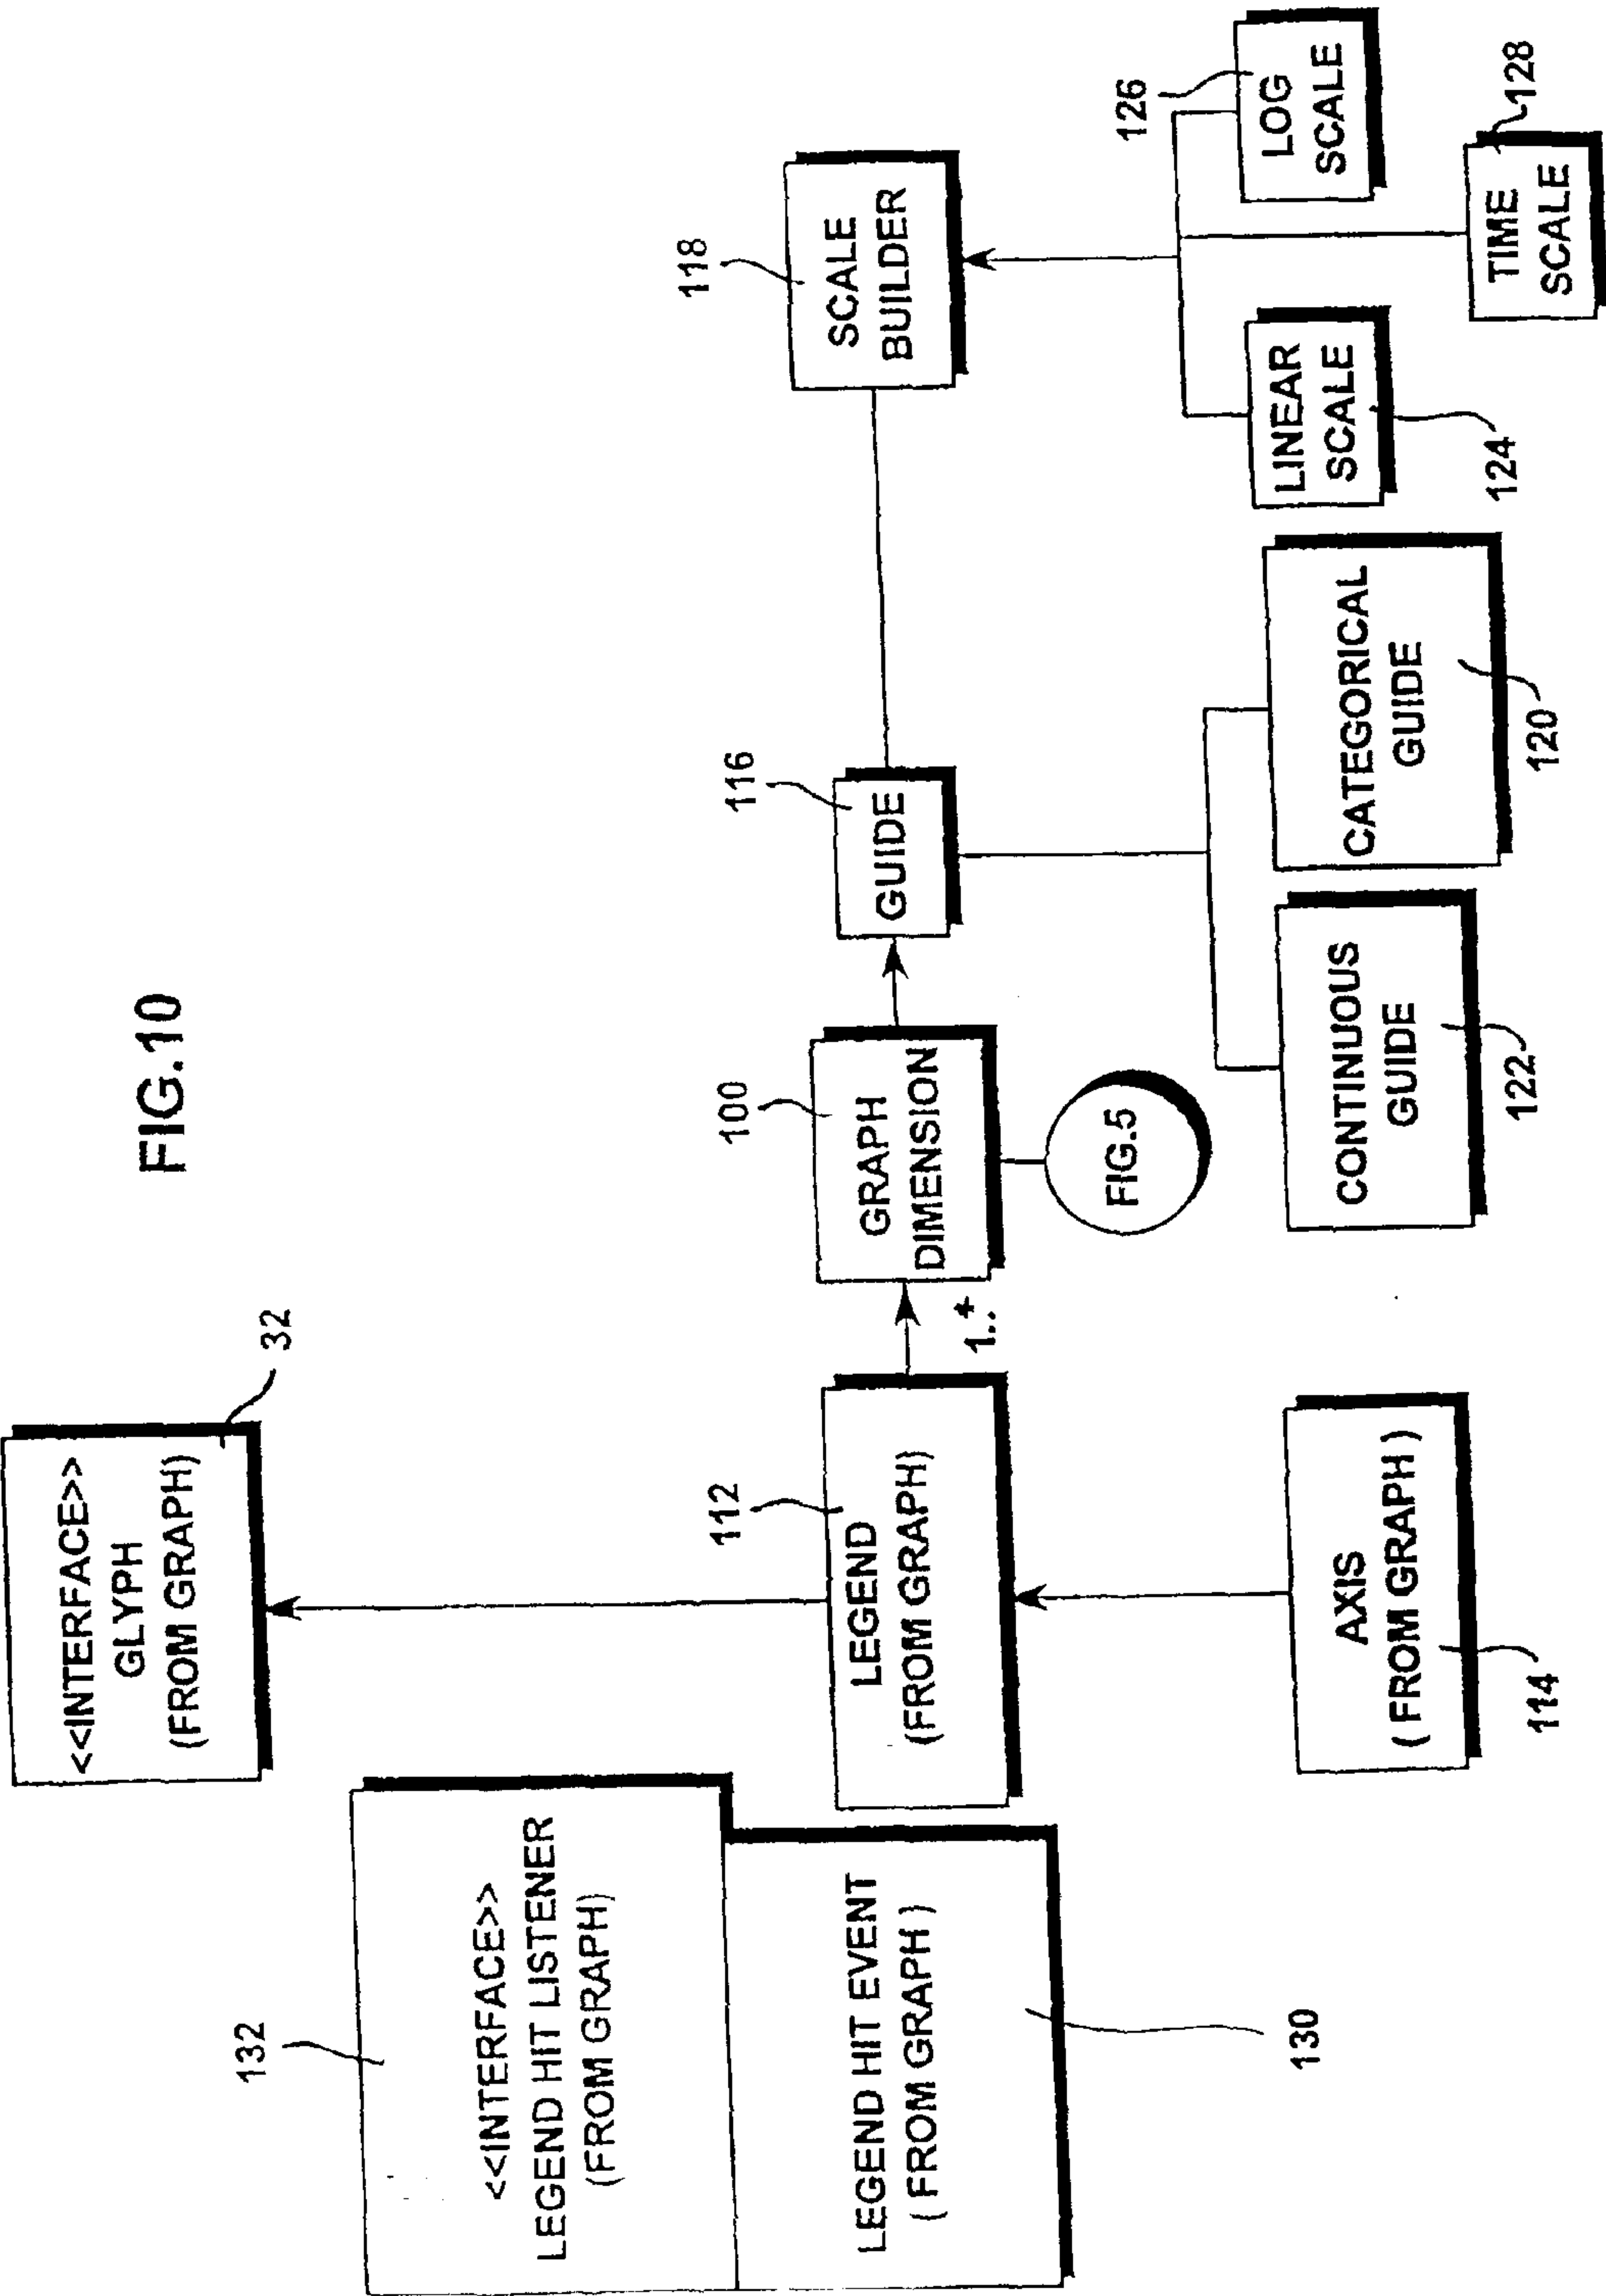 FIG.10
<<INTERFACE>>
GLYPH
(FROM GRAPH)
32
132
<<INTERFACE>>
LEGEND HIT LISTENER
(FROM GRAPH)
LEGEND HIT EVENT
( FROM GRAPH )
130
112
LEGEND
(FROM GRAPH)
1..*
AXIS
( FROM GRAPH )
114
100
GRAPH
DIMENSION
FIG.5
116
GUIDE
CONTINUOUS
GUIDE
122
CATEGORICAL
GUIDE
120
118
SCALE
BUILDER
LINEAR
SCALE
124
126
LOG
SCALE
TIME
SCALE
128